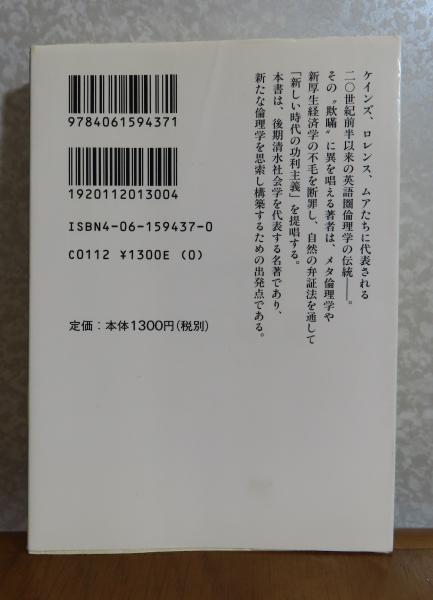 ケインズ、ロレンス、ムアたちに代表される
二〇世紀前半以来の英語圏倫理学の伝統――。
その〝欺瞞〟に異を唱える著者は、メタ倫理学や
新厚生経済学の不毛を断罪し、自然の弁証法を通して
「新しい時代の功利主義」を提唱する。
本書は、後期清水社会学を代表する名著であり、
新たな倫理学を思索し構築するための出発点である。
9784061594371
1920112013004
ISBN4-06-159437-0
C0112 ¥1300E (0)
定価：本体1300円(税別)